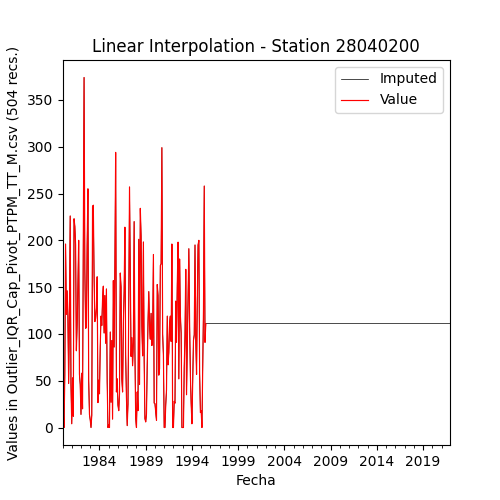 Linear Interpolation - Station 28040200
Imputed
Value
Values in Outlier_IQR_Cap_Pivot_PTPM_TT_M.csv (504 recs.)
350
300
250
200
150
100
50
0
1984 1989 1994 1999 2004 2009 2014 2019
Fecha